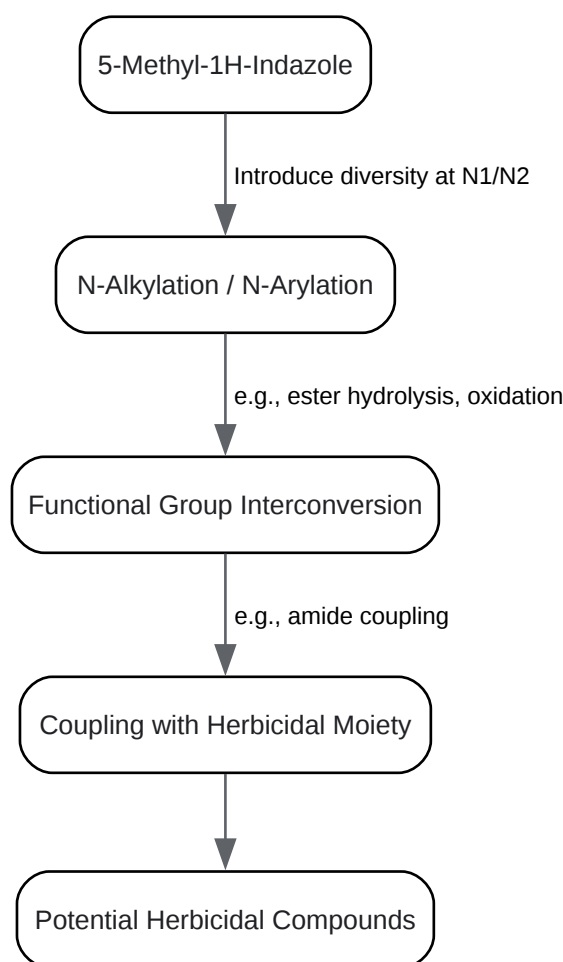 5-Methyl-1H-Indazole
Introduce diversity at N1/N2
N-Alkylation / N-Arylation
e.g., ester hydrolysis, oxidation
Functional Group Interconversion
e.g., amide coupling
Coupling with Herbicidal Moiety
Potential Herbicidal Compounds